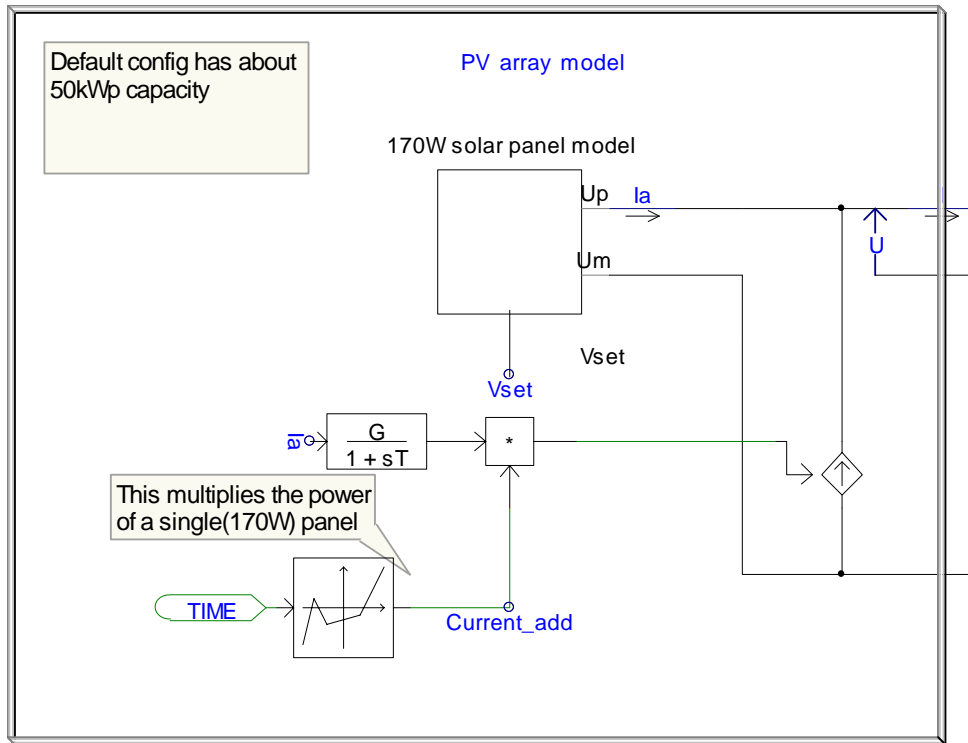 Default config has about
50kWp capacity
PV array model
170W solar panel model
Up
Ia
Um
U
I
Vset
Vset
Ia
G
1 + sT
*
This multiplies the power
of a single(170W) panel
TIME
Current_add